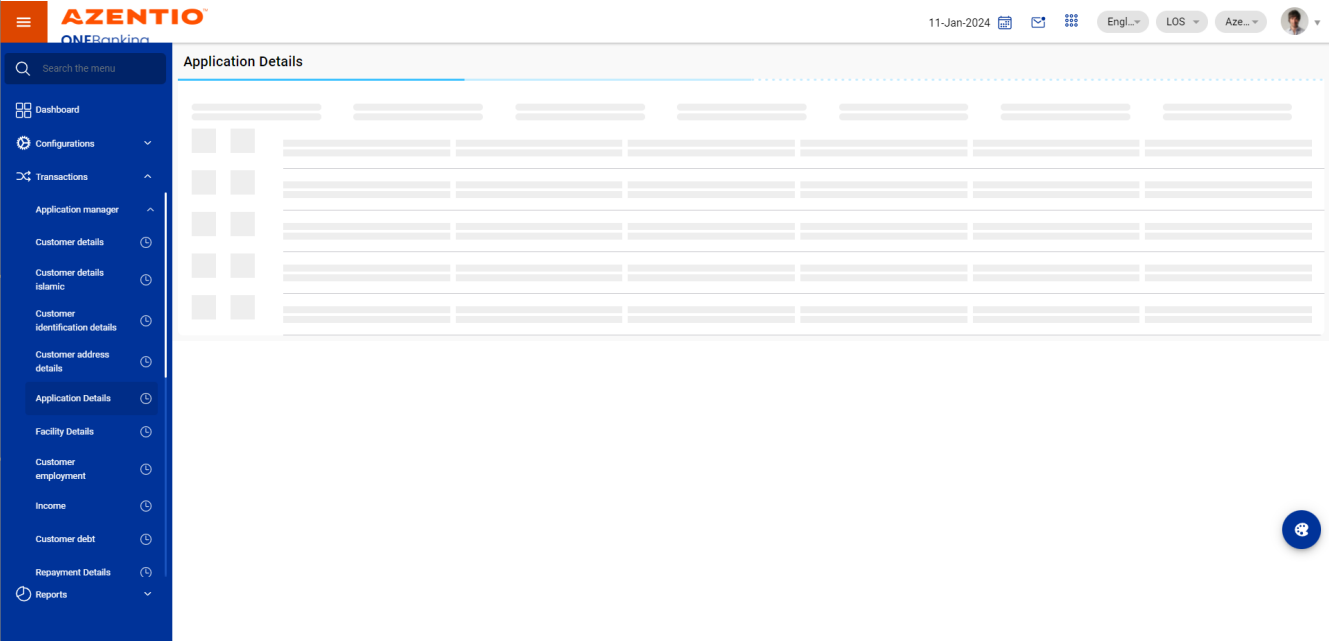 AZENTIO™
ONEBanking
11-Jan-2024
Engl...
LOS
Aze...
Search the menu
Application Details
Dashboard
Configurations
Transactions
Application manager
Customer details
Customer details
islamic
Customer
identification details
Customer address
details
Application Details
Facility Details
Customer
employment
Income
Customer debt
Repayment Details
Reports